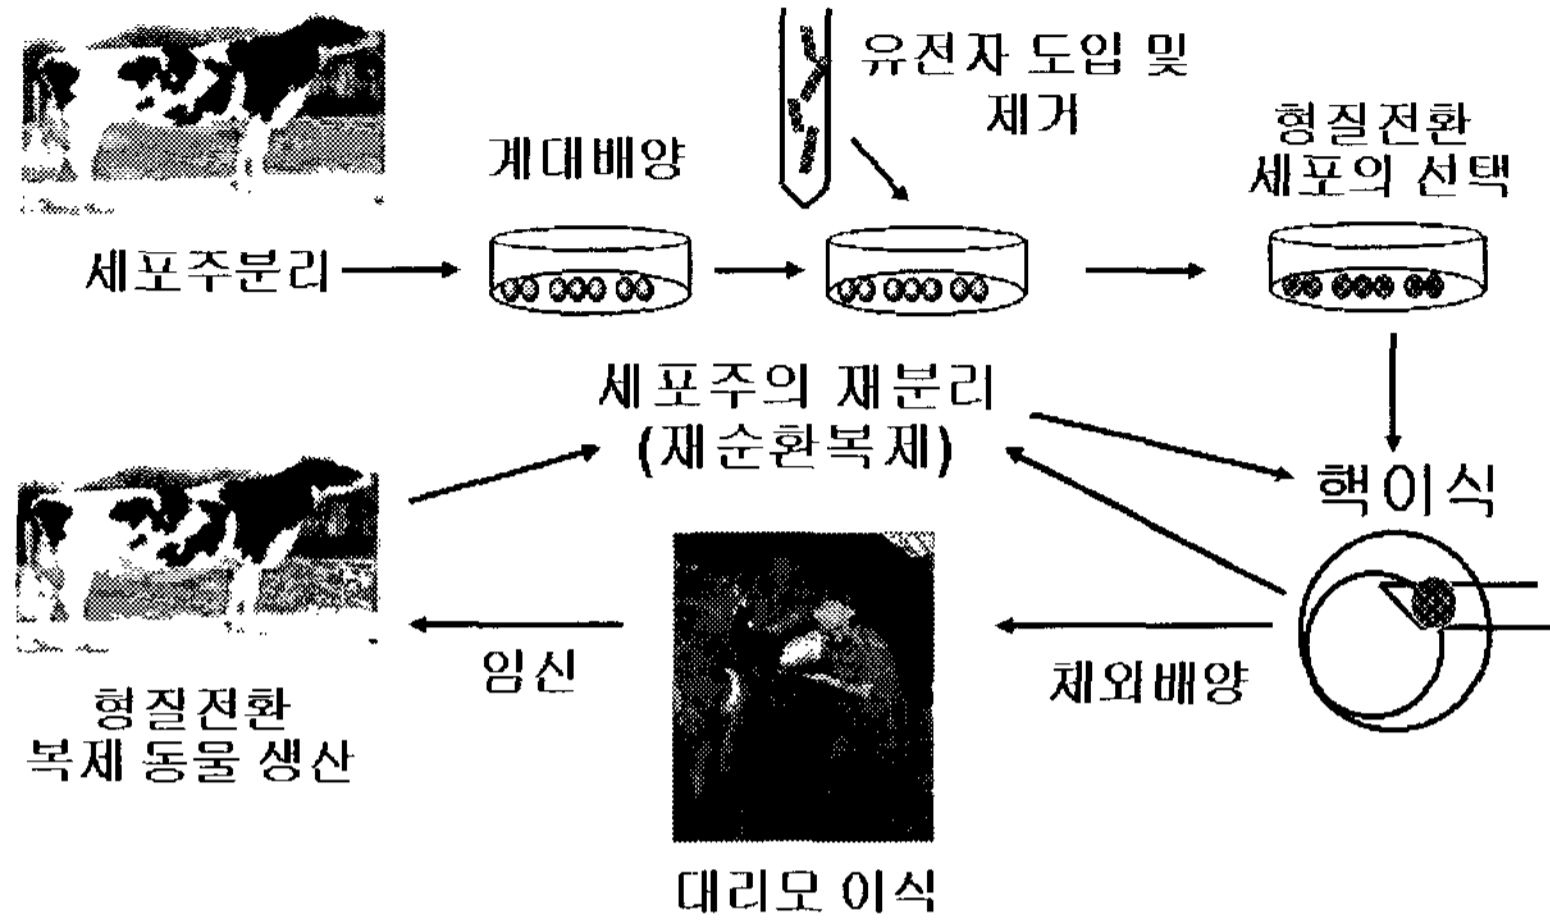 유전자 도입 및
제거
형질전환
세포의 선택
계대배양
세포주분리
세포주의 재분리
(재순환복제)
핵이식
임신
체외배양
형질전환
복제 동물 생산
대리모 이식